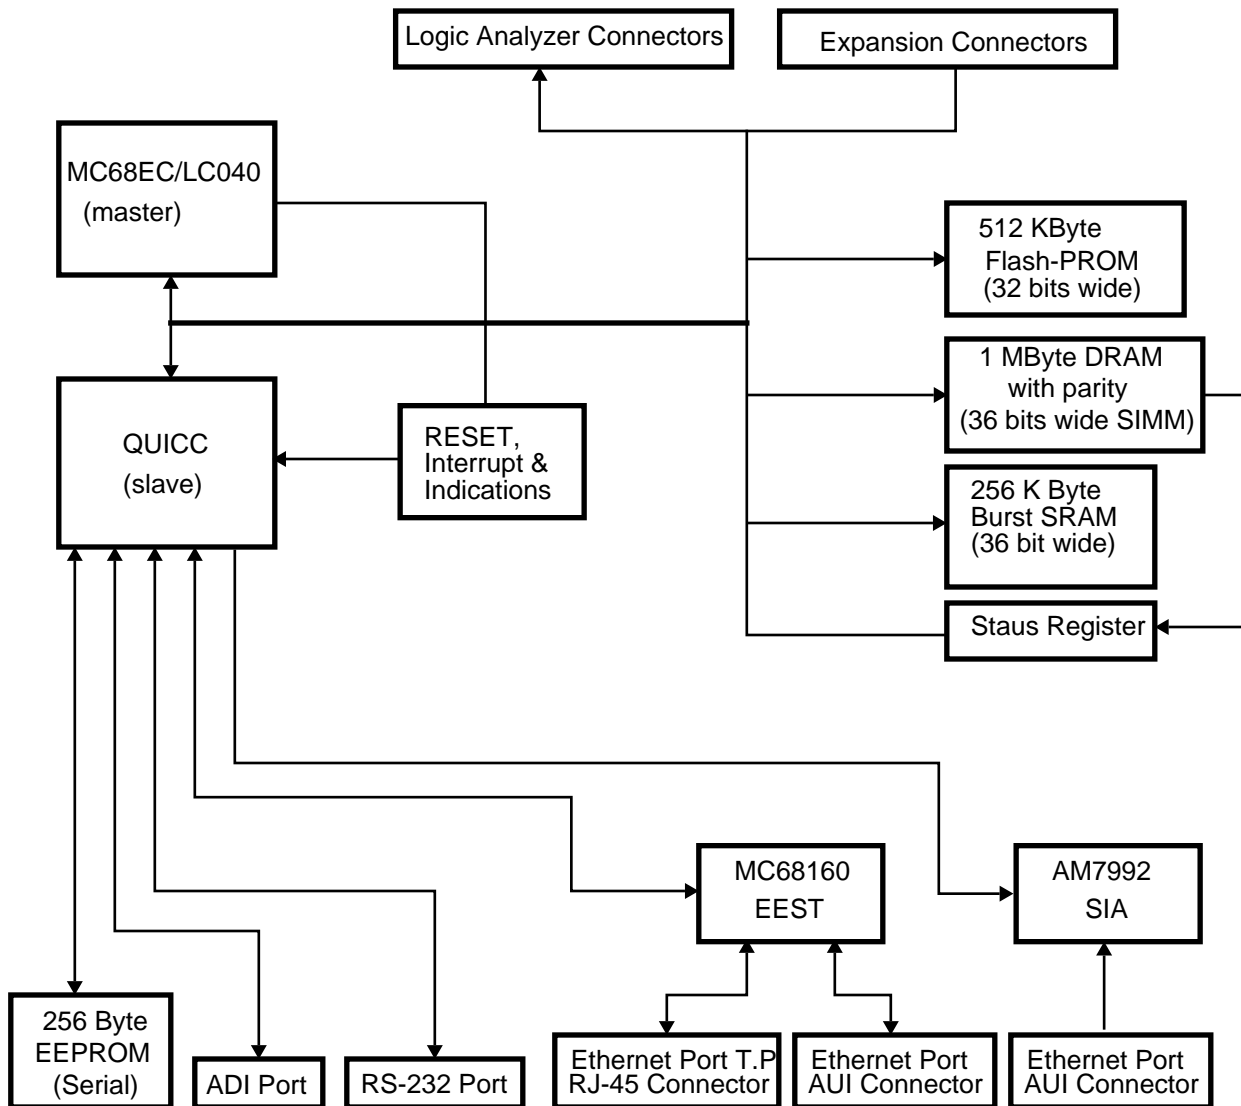 Logic Analyzer Connectors
Expansion Connectors
MC68EC/LC040
(master)
512 KByte
Flash-PROM
(32 bits wide)
1 MByte DRAM
with parity
(36 bits wide SIMM)
QUICC
(slave)
RESET,
Interrupt &
Indications
256 K Byte
Burst SRAM
(36 bit wide)
Staus Register
MC68160
EEST
AM7992
SIA
256 Byte
EEPROM
(Serial)
ADI Port
RS-232 Port
Ethernet Port T.P
RJ-45 Connector
Ethernet Port
AUI Connector
Ethernet Port
AUI Connector